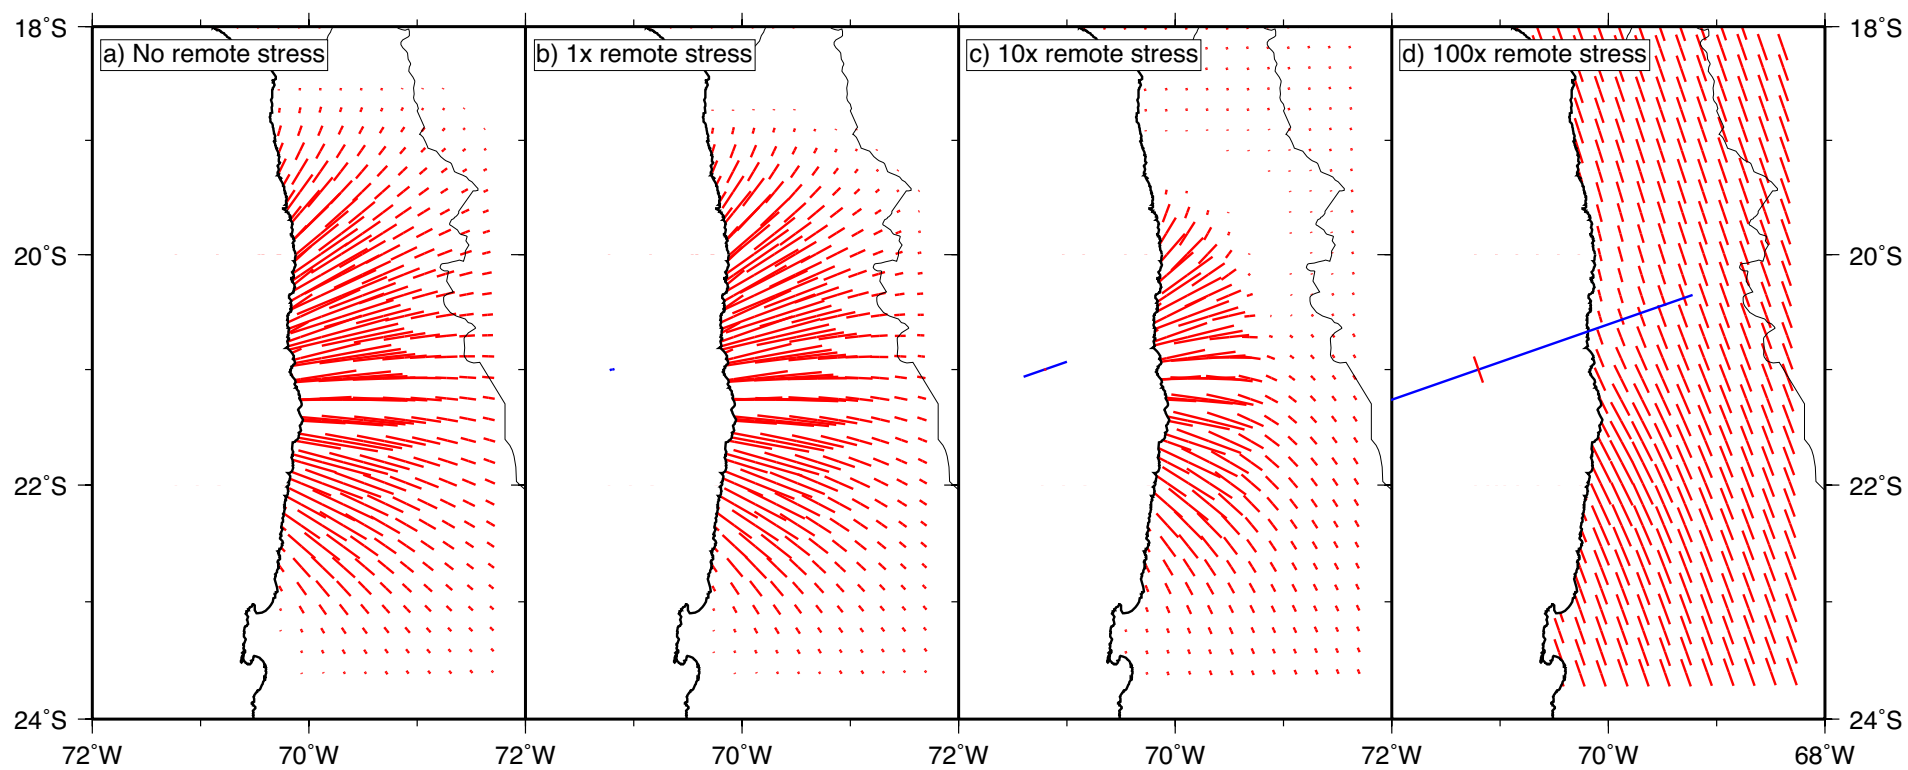 18˚S
a) No remote stress
b) 1x remote stress
c) 10x remote stress
d) 100x remote stress
18˚S
20˚S
20˚S
22˚S
22˚S
24˚S
24˚S
72˚W
70˚W
72˚W
70˚W
72˚W
70˚W
72˚W
70˚W
68˚W